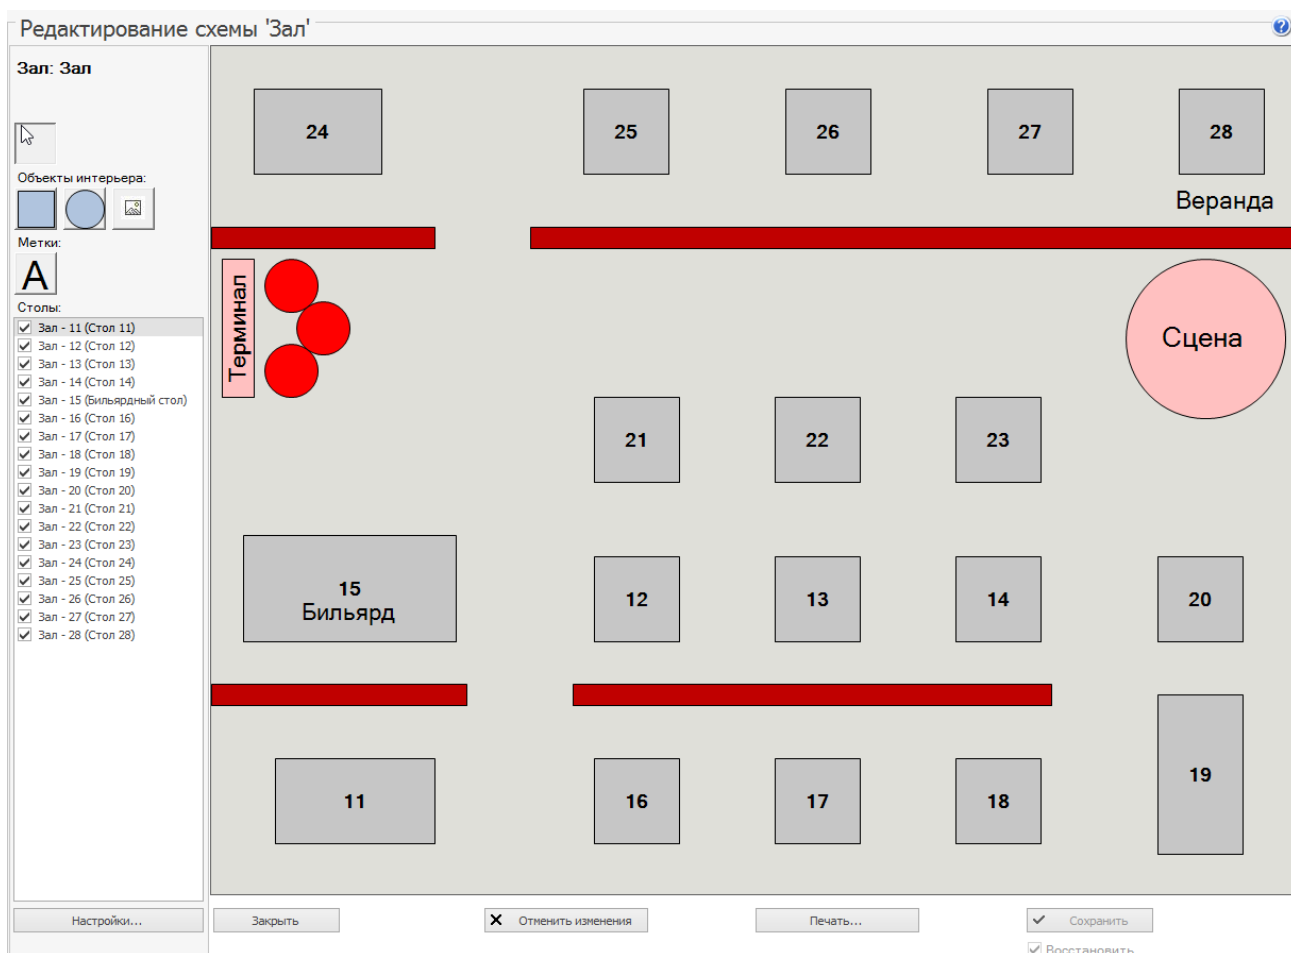 Редактирование схемы 'Зал'
Зал: Зал
Объекты интерьера:
Метки:
A
Столы:
Зал - 11 (Стол 11)
Зал - 12 (Стол 12)
Зал - 13 (Стол 13)
Зал - 14 (Стол 14)
Зал - 15 (Бильярдный стол)
Зал - 16 (Стол 16)
Зал - 17 (Стол 17)
Зал - 18 (Стол 18)
Зал - 19 (Стол 19)
Зал - 20 (Стол 20)
Зал - 21 (Стол 21)
Зал - 22 (Стол 22)
Зал - 23 (Стол 23)
Зал - 24 (Стол 24)
Зал - 25 (Стол 25)
Зал - 26 (Стол 26)
Зал - 27 (Стол 27)
Зал - 28 (Стол 28)
Настройки...
24
25
26
27
28
Веранда
Терминал
Сцена
21
22
23
15
Бильярд
12
13
14
20
11
16
17
18
19
Закрыть
Отменить изменения
Печать...
Сохранить
Восстановить